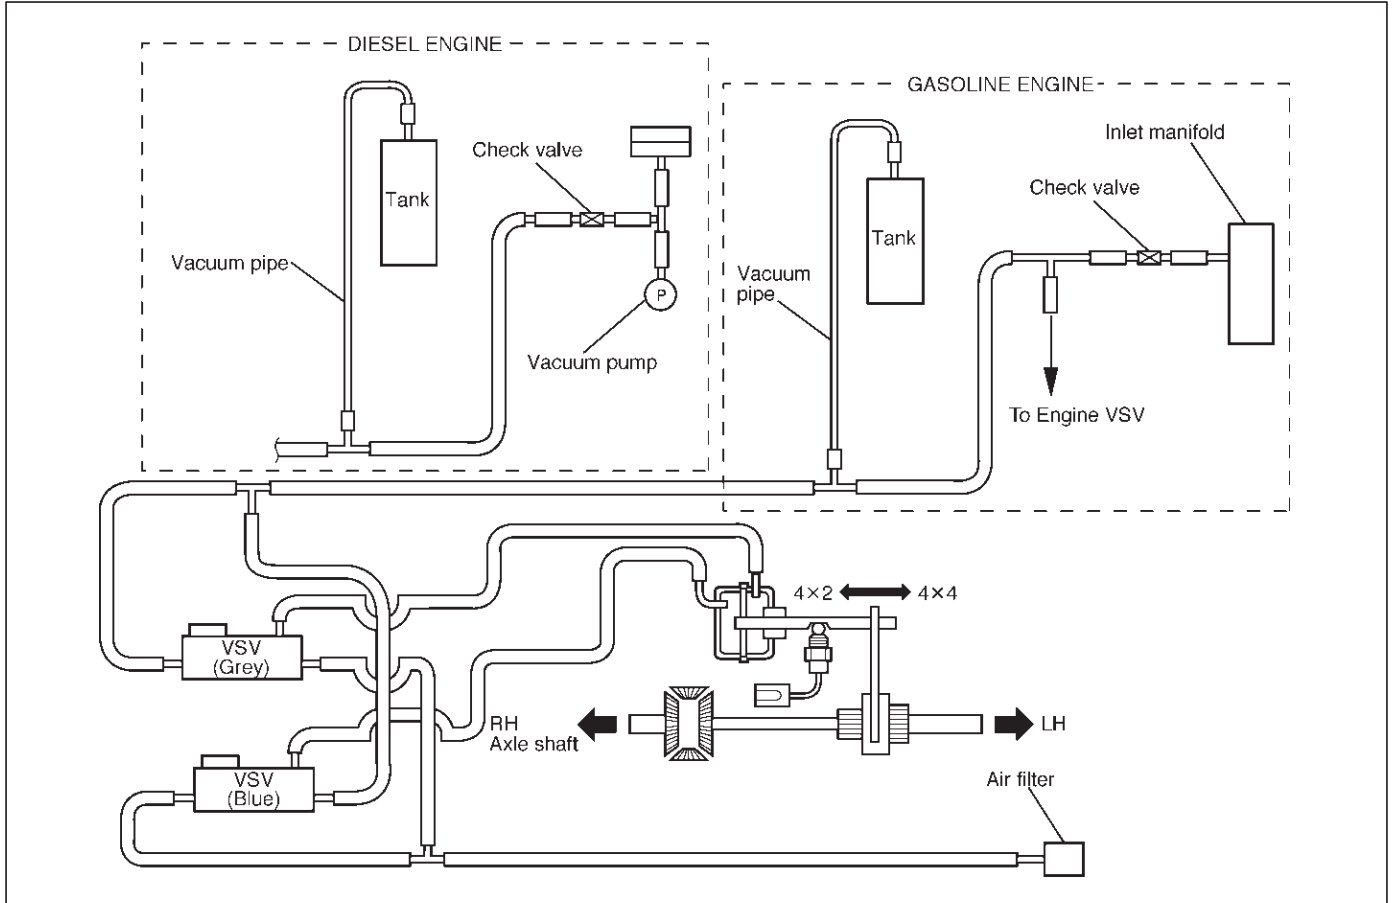 DIESEL ENGINE
GASOLINE ENGINE
Inlet manifold
Check valve
Check valve
Tank
Tank
Vacuum pipe
Vacuum
pipe
P
Vacuum pump
To Engine VSV
4×2
4×4
VSV
(Grey)
RH
Axle shaft
LH
VSV
(Blue)
Air filter